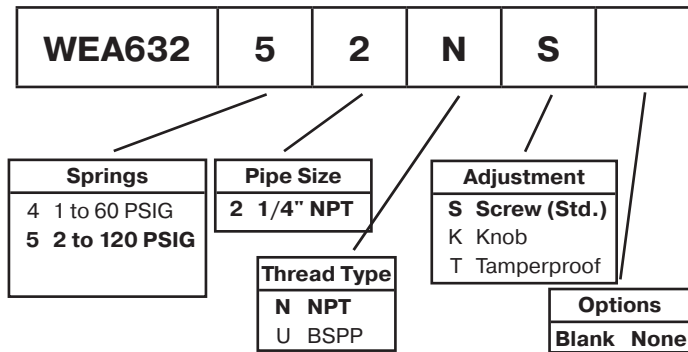 WEA632 5 2 N S
Springs
4 1 to 60 PSIG
5 2 to 120 PSIG
Pipe Size
2 1/4" NPT
Thread Type
N NPT
U BSPP
Adjustment
S Screw (Std.)
K Knob
T Tamperproof
Options
Blank None